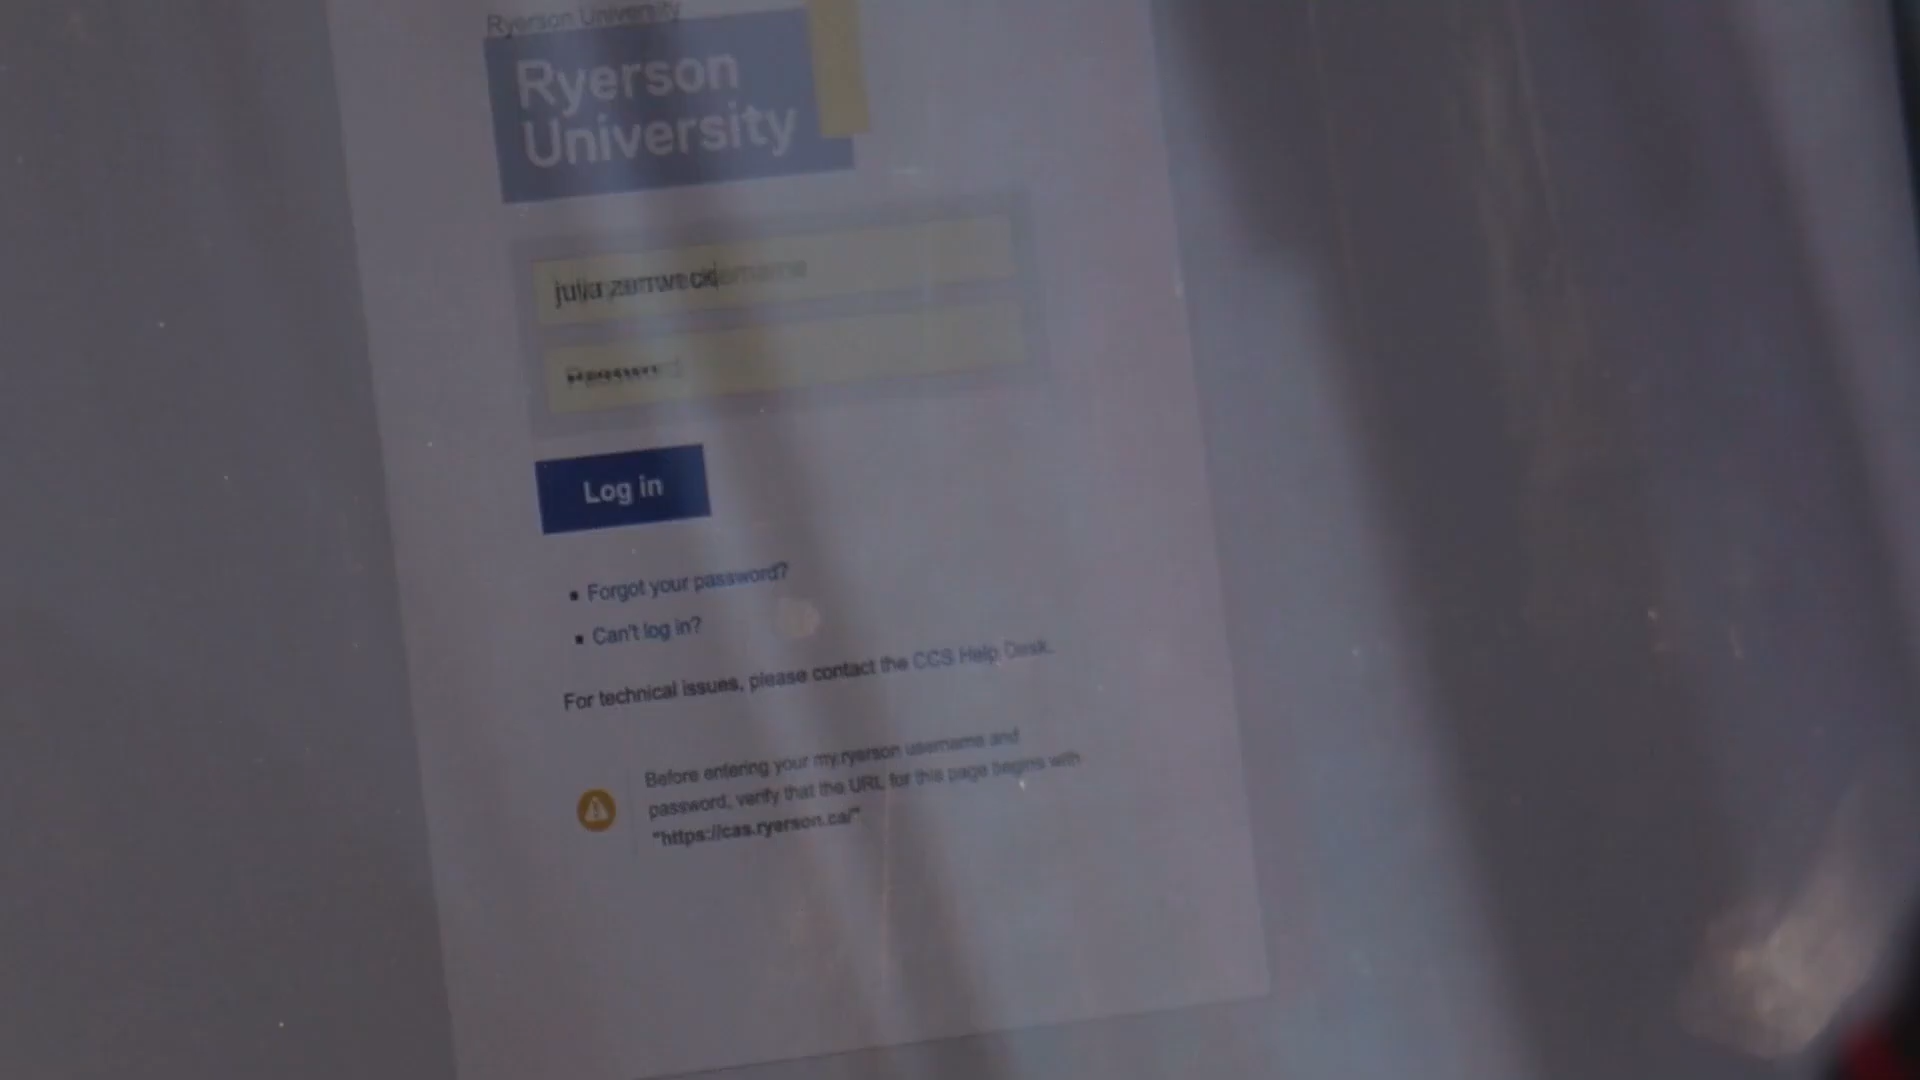 Ryerson University
Ryerson
University
Log in
Forgot your password?
Can't log in?
For technical issues, please contact the CCS Help Desk.
Before entering your my.ryerson username and
password, verify that the URL for this page begins with
"https://cas.ryerson.ca/"